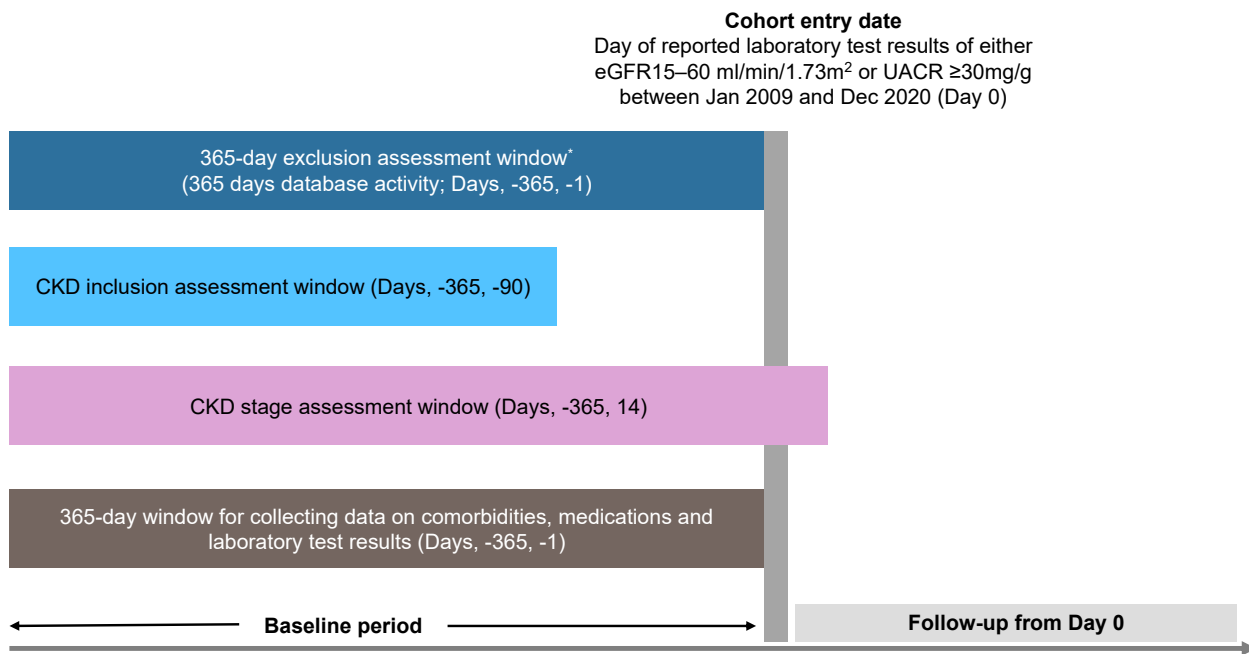 Cohort entry date
Day of reported laboratory test results of either
eGFR15–60 ml/min/1.73m² or UACR ≥30mg/g
between Jan 2009 and Dec 2020 (Day 0)
365-day exclusion assessment window*
(365 days database activity; Days, -365, -1)
CKD inclusion assessment window (Days, -365, -90)
CKD stage assessment window (Days, -365, 14)
365-day window for collecting data on comorbidities, medications and
laboratory test results (Days, -365, -1)
Baseline period
Follow-up from Day 0